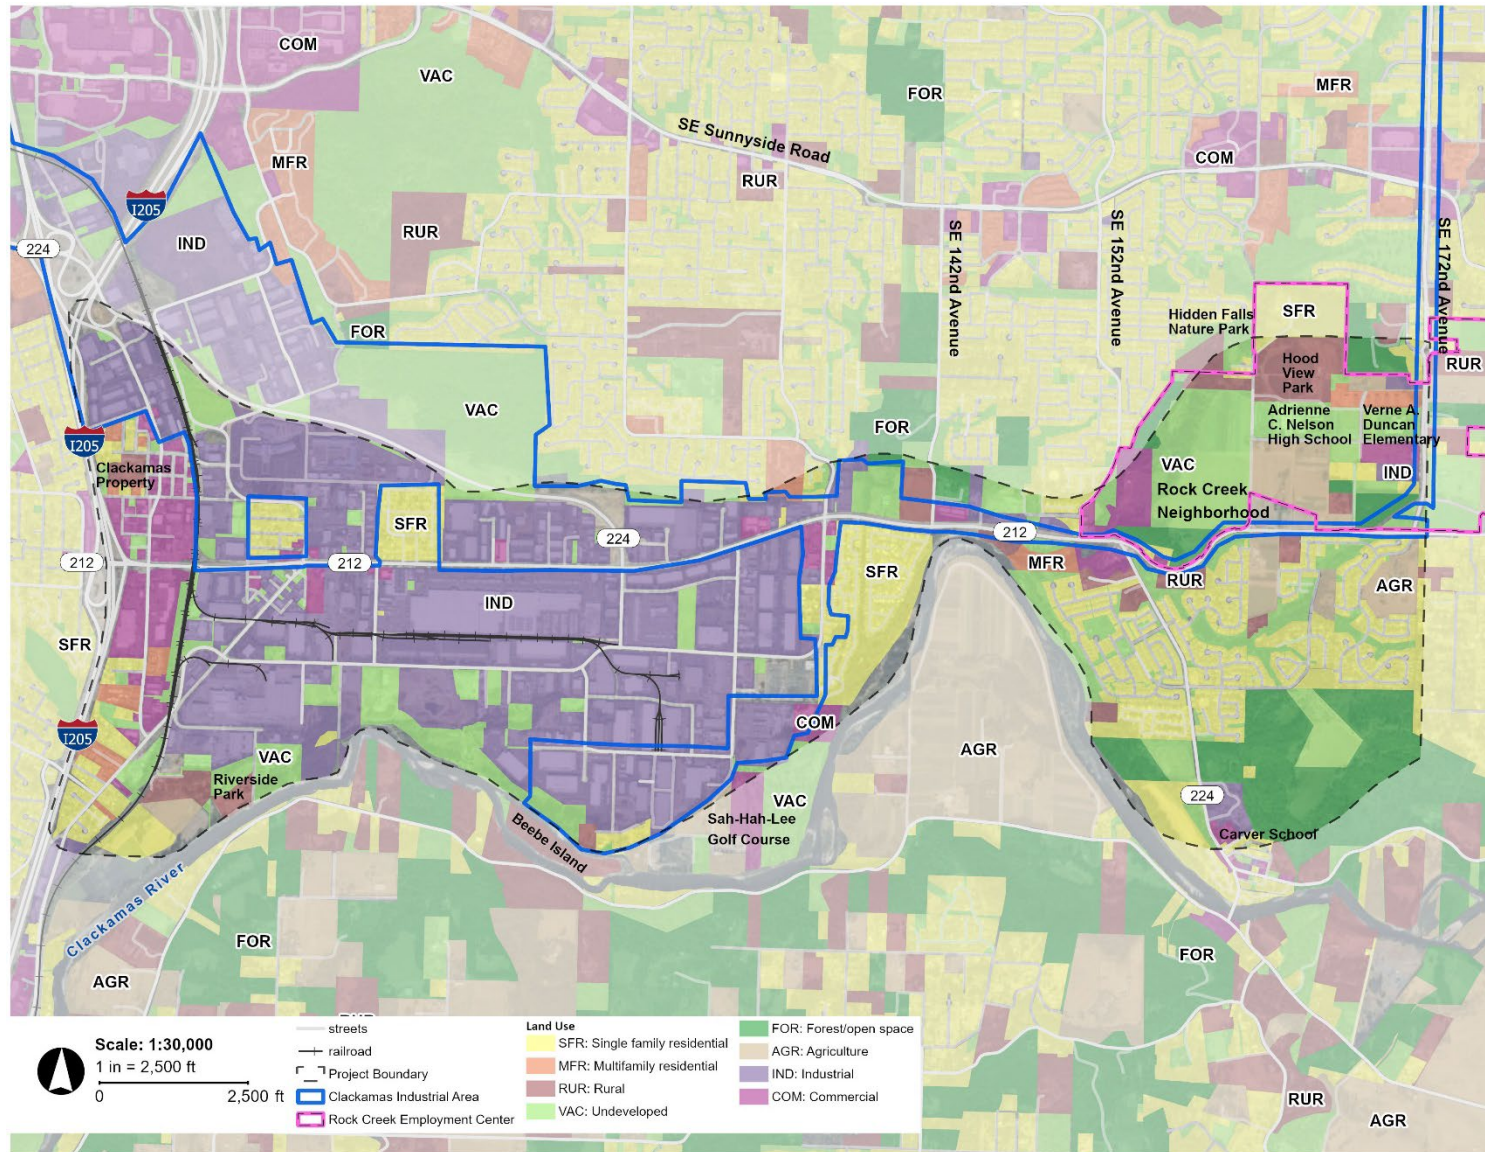 COM
VAC
FOR
MFR
SE Sunnyside Road
COM
MFR
RUR
I205
IND
RUR
224
SE 142nd Avenue
SE 152nd Avenue
SE 172nd Avenue
FOR
Hidden Falls
Nature Park
SFR
RUR
Hood
View
Park
VAC
Adrienne
C. Nelson
High School
Verne A.
Duncan
Elementary
FOR
I205
Clackamas
Property
VAC
Rock Creek
Neighborhood
IND
SFR
224
212
212
212
SFR
MFR
RUR
AGR
IND
SFR
COM
AGR
I205
VAC
Riverside
Park
VAC
224
Beebe Island
Sah-Hah-Lee
Golf Course
Carver School
Clackamas River
FOR
FOR
AGR
RUR
AGR
Scale: 1:30,000
1 in = 2,500 ft
0
2,500 ft
streets
railroad
Project Boundary
Clackamas Industrial Area
Rock Creek Employment Center
Land Use
SFR: Single family residential
MFR: Multifamily residential
RUR: Rural
VAC: Undeveloped
FOR: Forest/open space
AGR: Agriculture
IND: Industrial
COM: Commercial